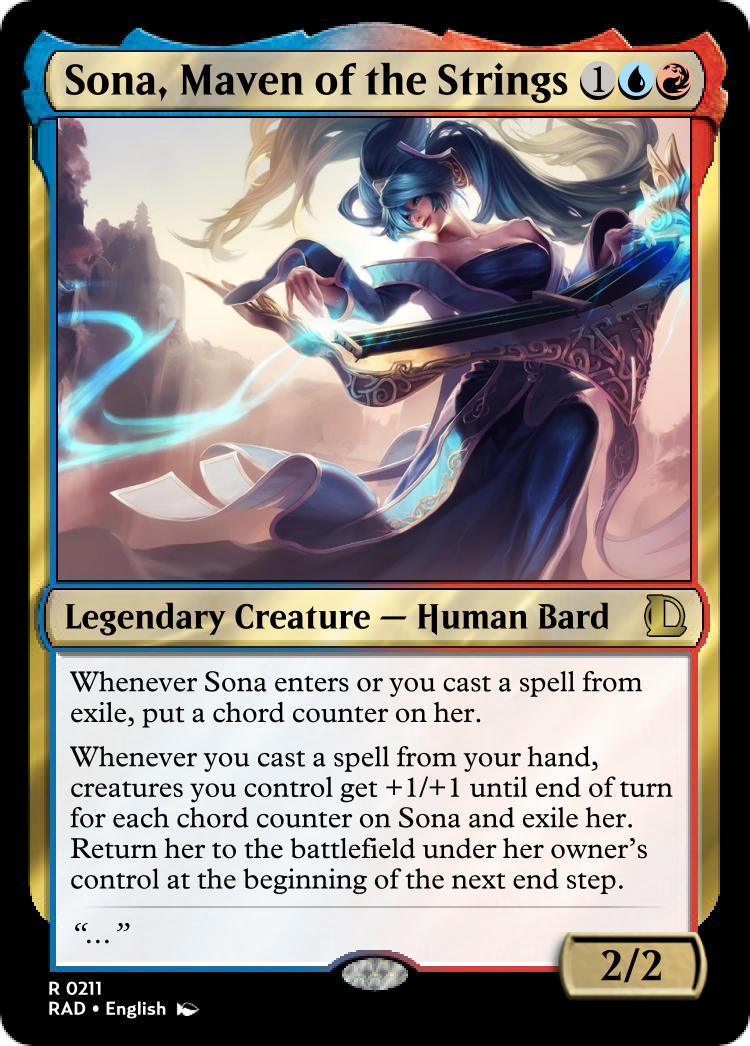 Sona, Maven of the Strings 1
Legendary Creature — Human Bard
Whenever Sona enters or you cast a spell from
exile, put a chord counter on her.
Whenever you cast a spell from your hand,
creatures you control get +1/+1 until end of turn
for each chord counter on Sona and exile her.
Return her to the battlefield under her owner’s
control at the beginning of the next end step.
“…”
2/2
R 0211
RAD • English